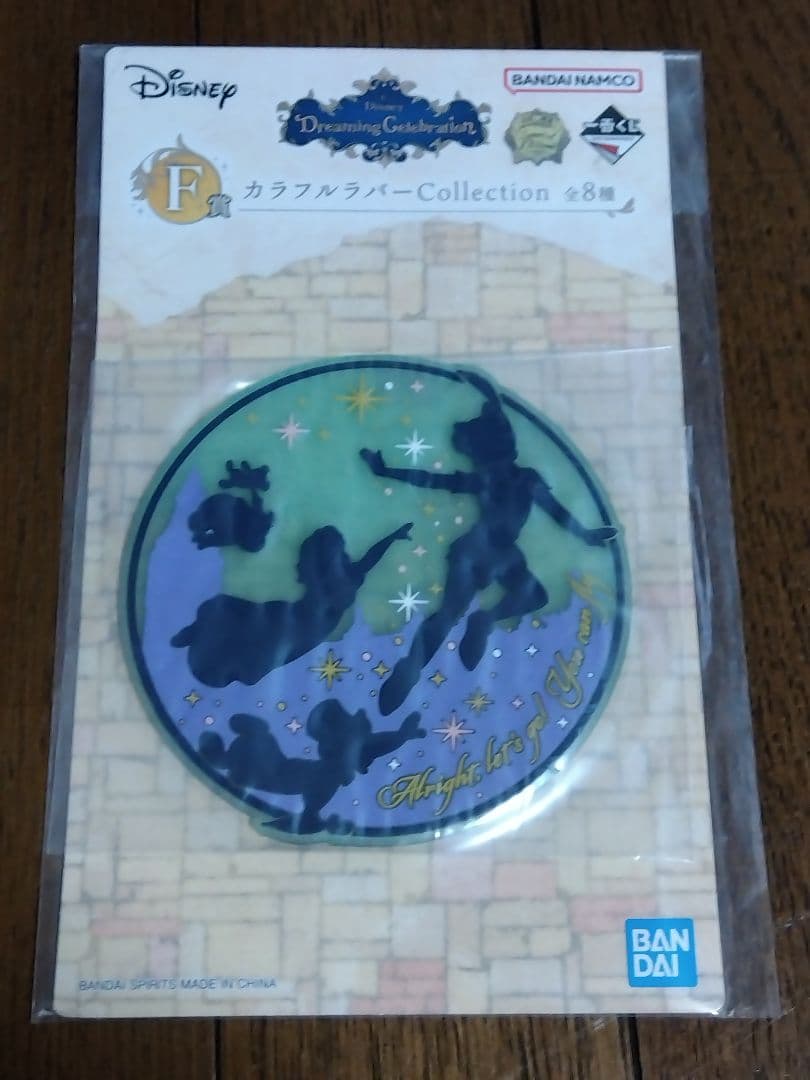 Disney
Disney
Dreaming Celebration
BANDAI NAMCO
一番くじ
F賞
カラフルラバーCollection 全8種
Alright, let's go! You can fly
BAN
DAI
BANDAI SPIRITS MADE IN CHINA